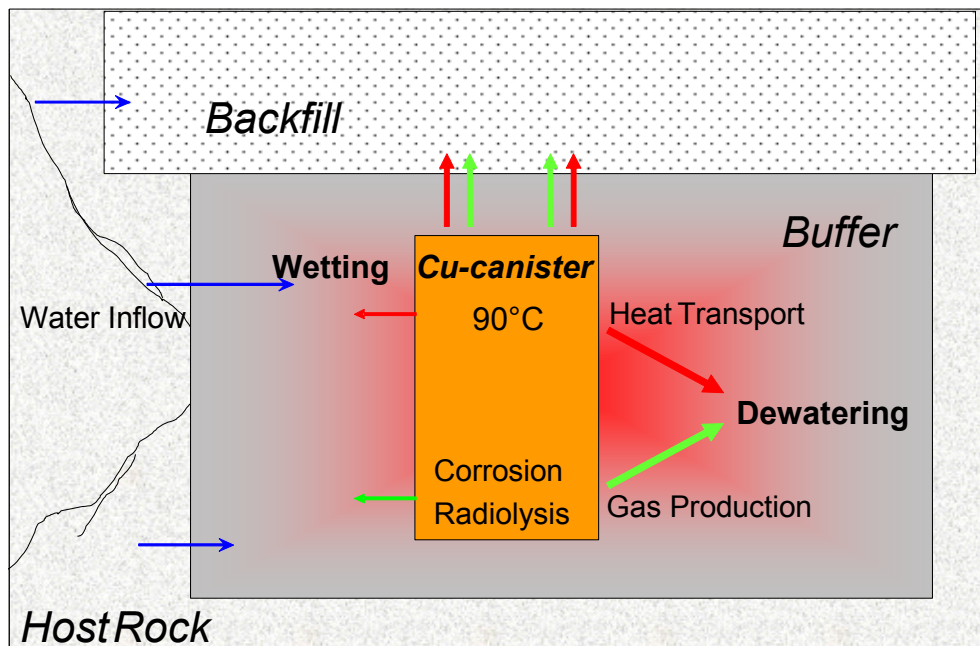 Backfill
Buffer
Wetting
Cu-canister
90°C
Water Inflow
Heat Transport
Dewatering
Corrosion
Radiolysis
Gas Production
Host Rock